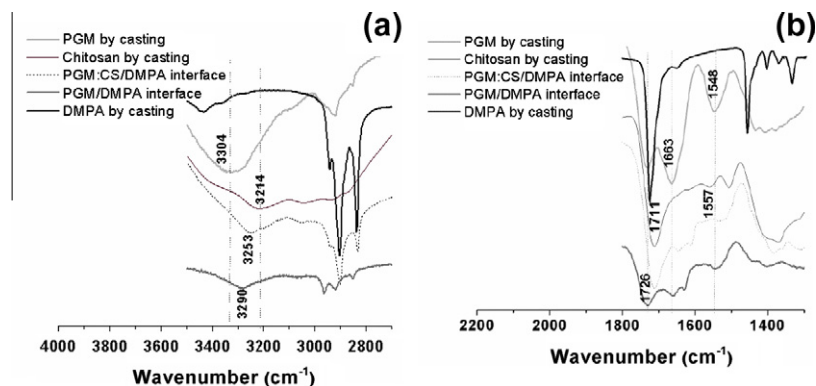 (a)
PGM by casting
Chitosan by casting
PGM:CS/DMPA interface
PGM/DMPA interface
DMPA by casting
3304
3214
3253
3290
4000 3800 3600 3400 3200 3000 2800
Wavenumber (cm-1)
(b)
PGM by casting
Chitosan by casting
PGM:CS/DMPA interface
PGM/DMPA interface
DMPA by casting
1548
1663
1711
1557
1726
2200 2000 1800 1600 1400
Wavenumber (cm-1)